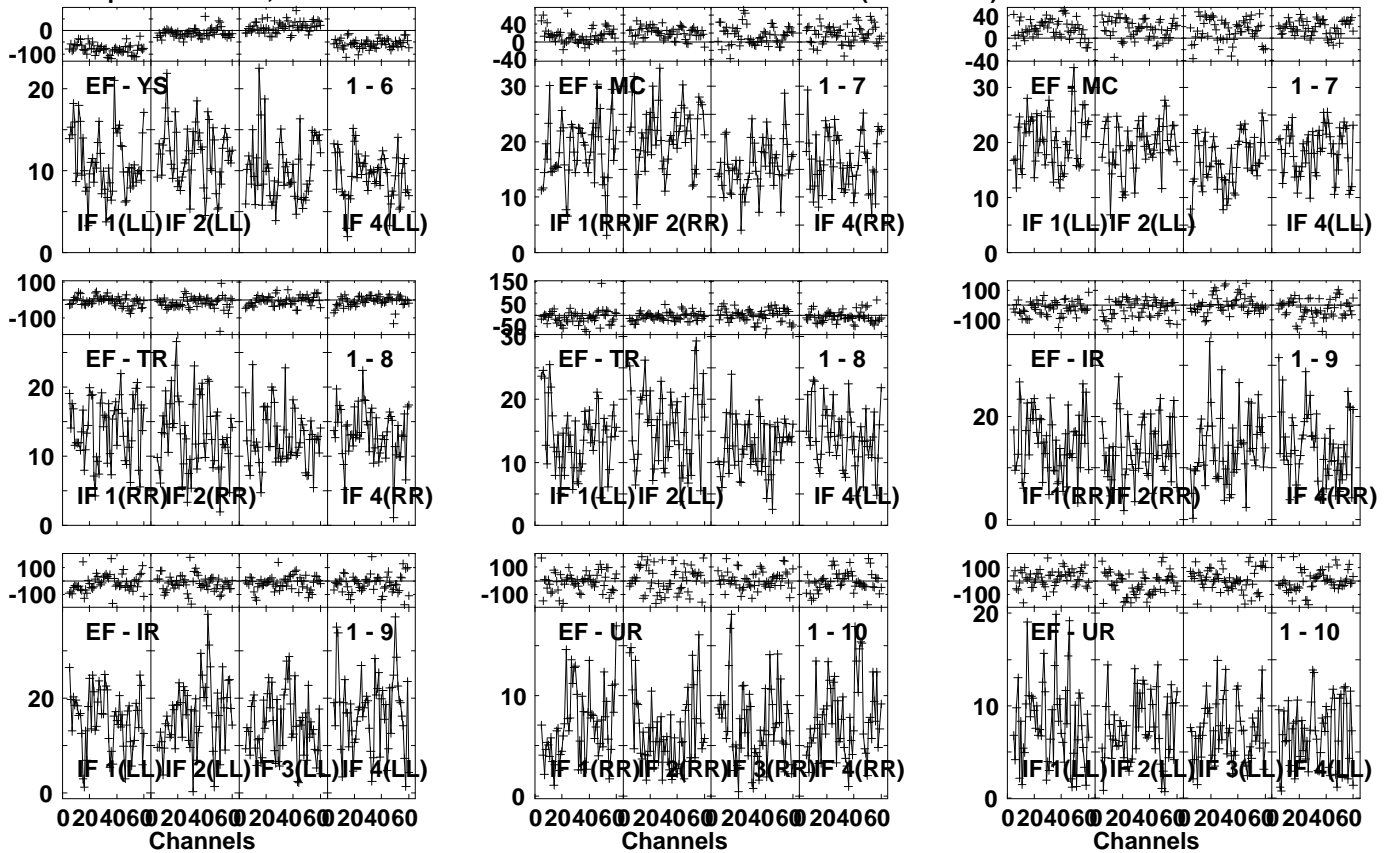 0
-100
EF - YS 1 - 6
20
10
0
IF 1(LL) IF 2(LL) IF 4(LL)
40
0
-40
EF - MC 1 - 7
30
20
10
0
IF 1(RR) IF 2(RR) IF 4(RR)
40
0
-40
EF - MC 1 - 7
30
20
10
0
IF 1(LL) IF 2(LL) IF 4(LL)
100
-100
EF - TR 1 - 8
20
10
0
IF 1(RR) IF 2(RR) IF 4(RR)
150
50
-50
30
EF - TR 1 - 8
20
10
0
IF 1(LL) IF 2(LL) IF 4(LL)
100
-100
EF - IR 1 - 9
20
0
IF 1(RR) IF 2(RR) IF 4(RR)
100
-100
EF - IR 1 - 9
20
0
IF 1(LL) IF 2(LL) IF 3(LL) IF 4(LL)
0 20 40 60 0 20 40 60 0 20 40 60 0 20 40 60
Channels
100
-100
EF - UR 1 - 10
10
0
IF 1(RR) IF 2(RR) IF 3(RR) IF 4(RR)
0 20 40 60 0 20 40 60 0 20 40 60 0 20 40 60
Channels
100
-100
20
EF - UR 1 - 10
10
0
IF 1(LL) IF 2(LL) IF 3(LL) IF 4(LL)
0 20 40 60 0 20 40 60 0 20 40 60 0 20 40 60
Channels